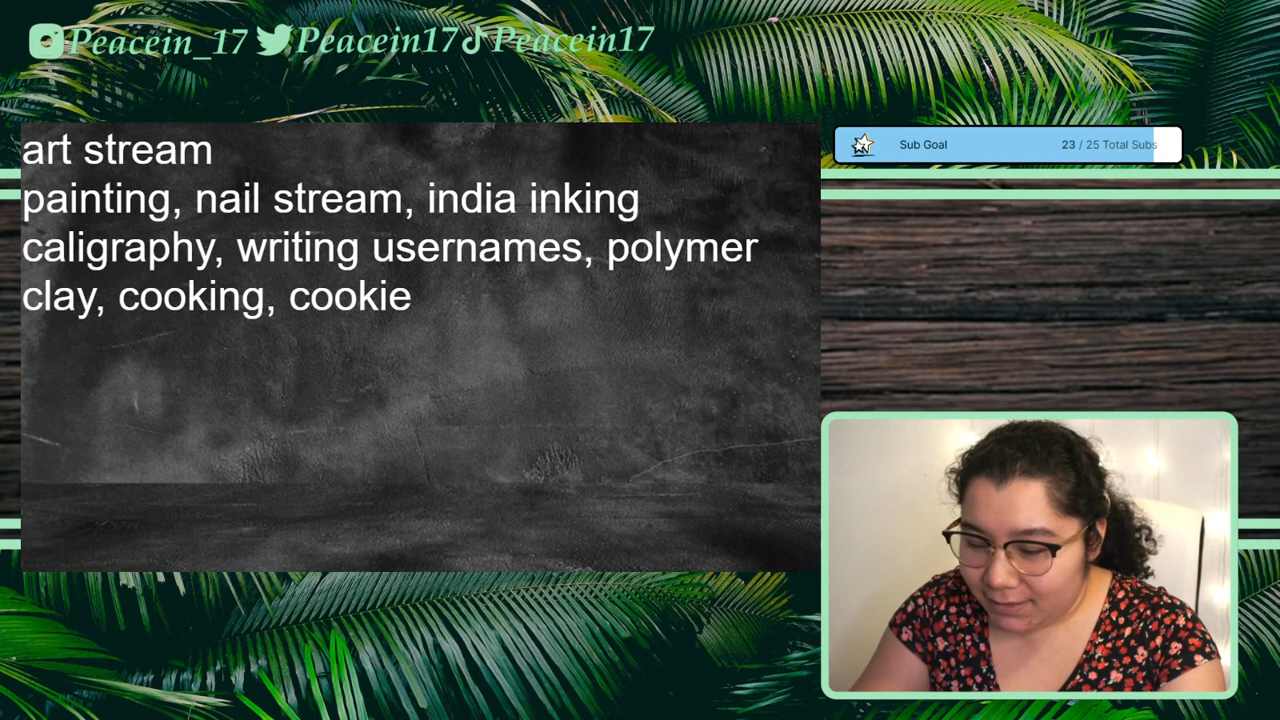 Peacein_17 Peacein17 Peacein17
art stream
painting, nail stream, india inking
caligraphy, writing usernames, polymer
clay, cooking, cookie
Sub Goal 23 / 25 Total Subs